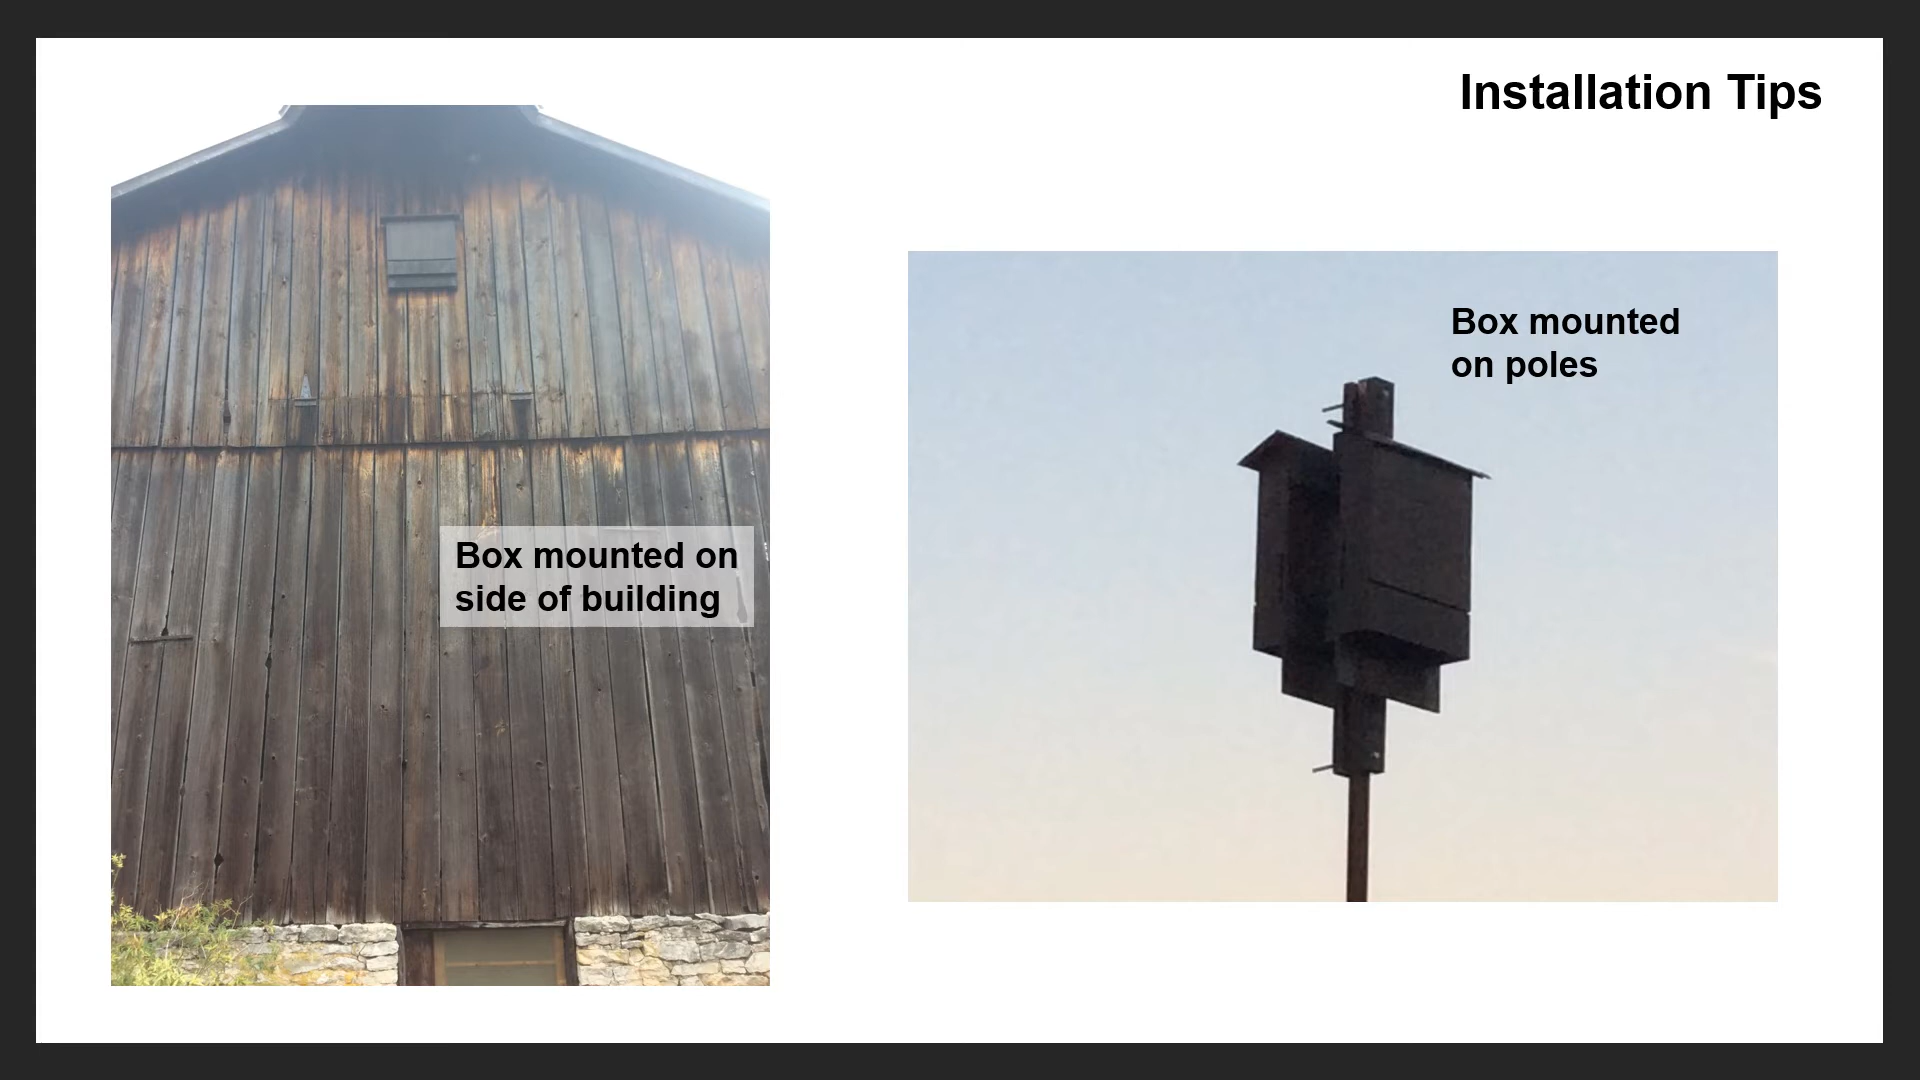 Installation Tips
Box mounted on
side of building
Box mounted
on poles